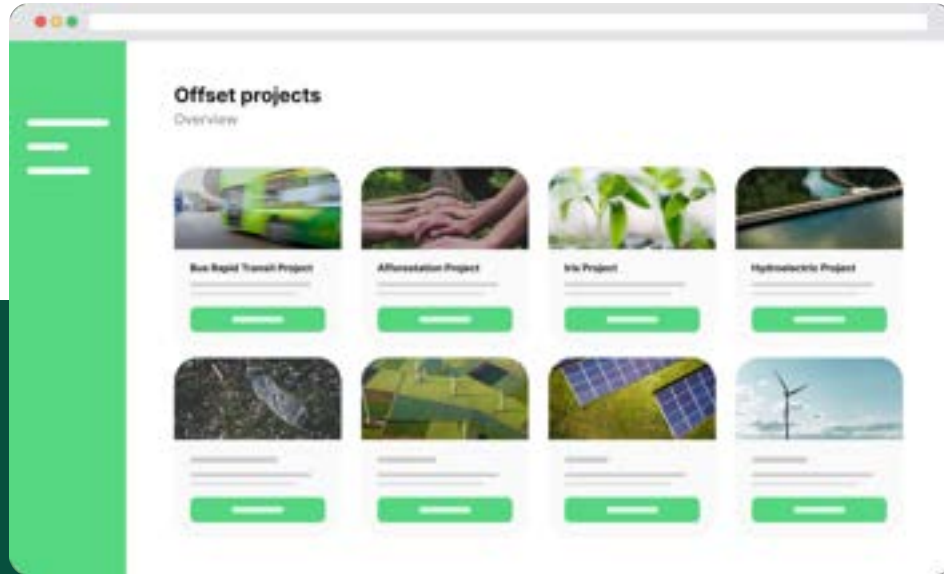 Offset projects
Overview
Bus Rapid Transit Project
Afforestation Project
Iris Project
Hydroelectric Project